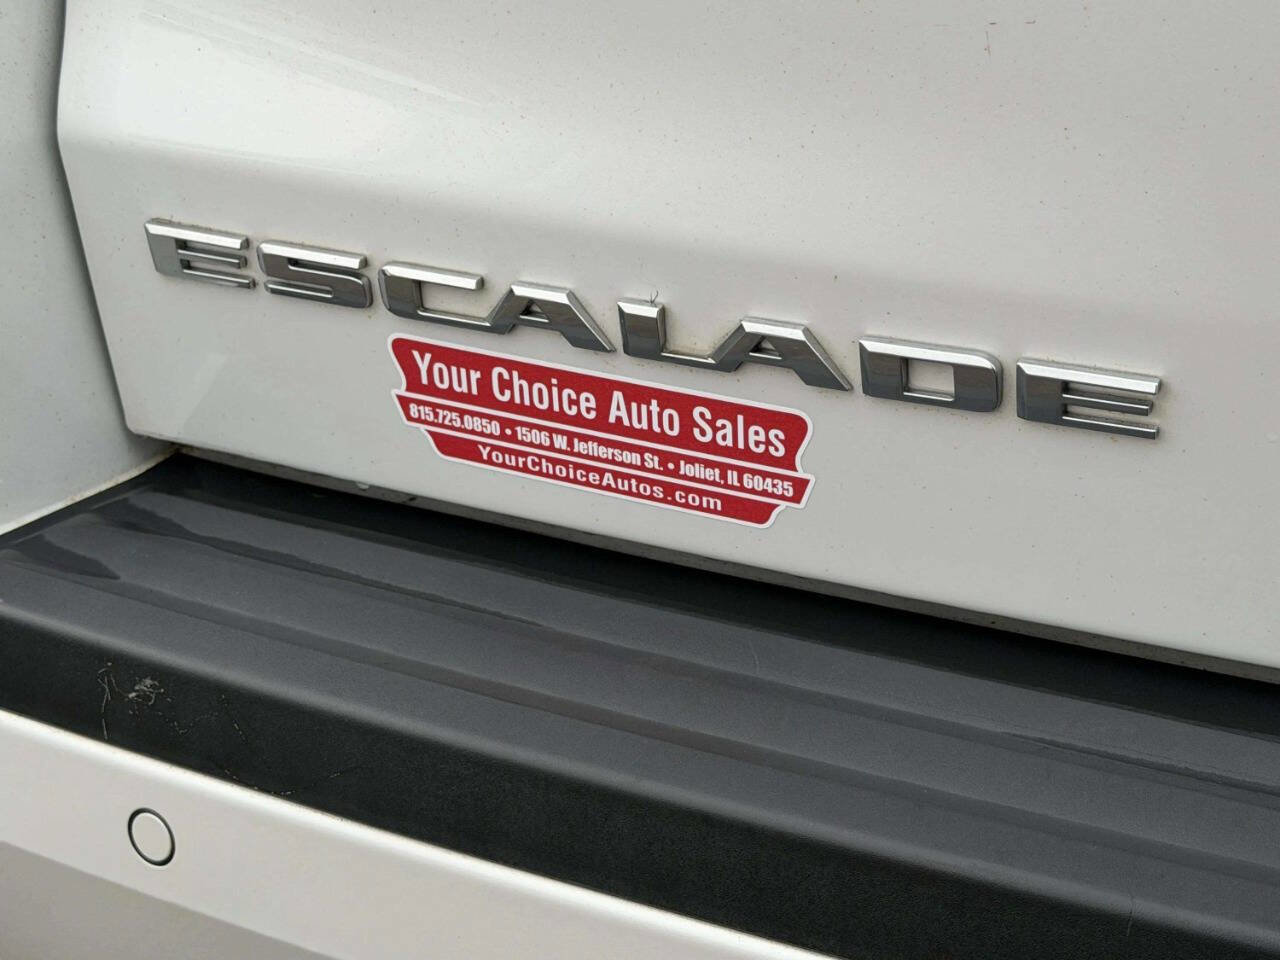 ESCALADE
Your Choice Auto Sales
815.725.0850 • 1506 W. Jefferson St. • Joliet, IL 60435
YourChoiceAutos.com